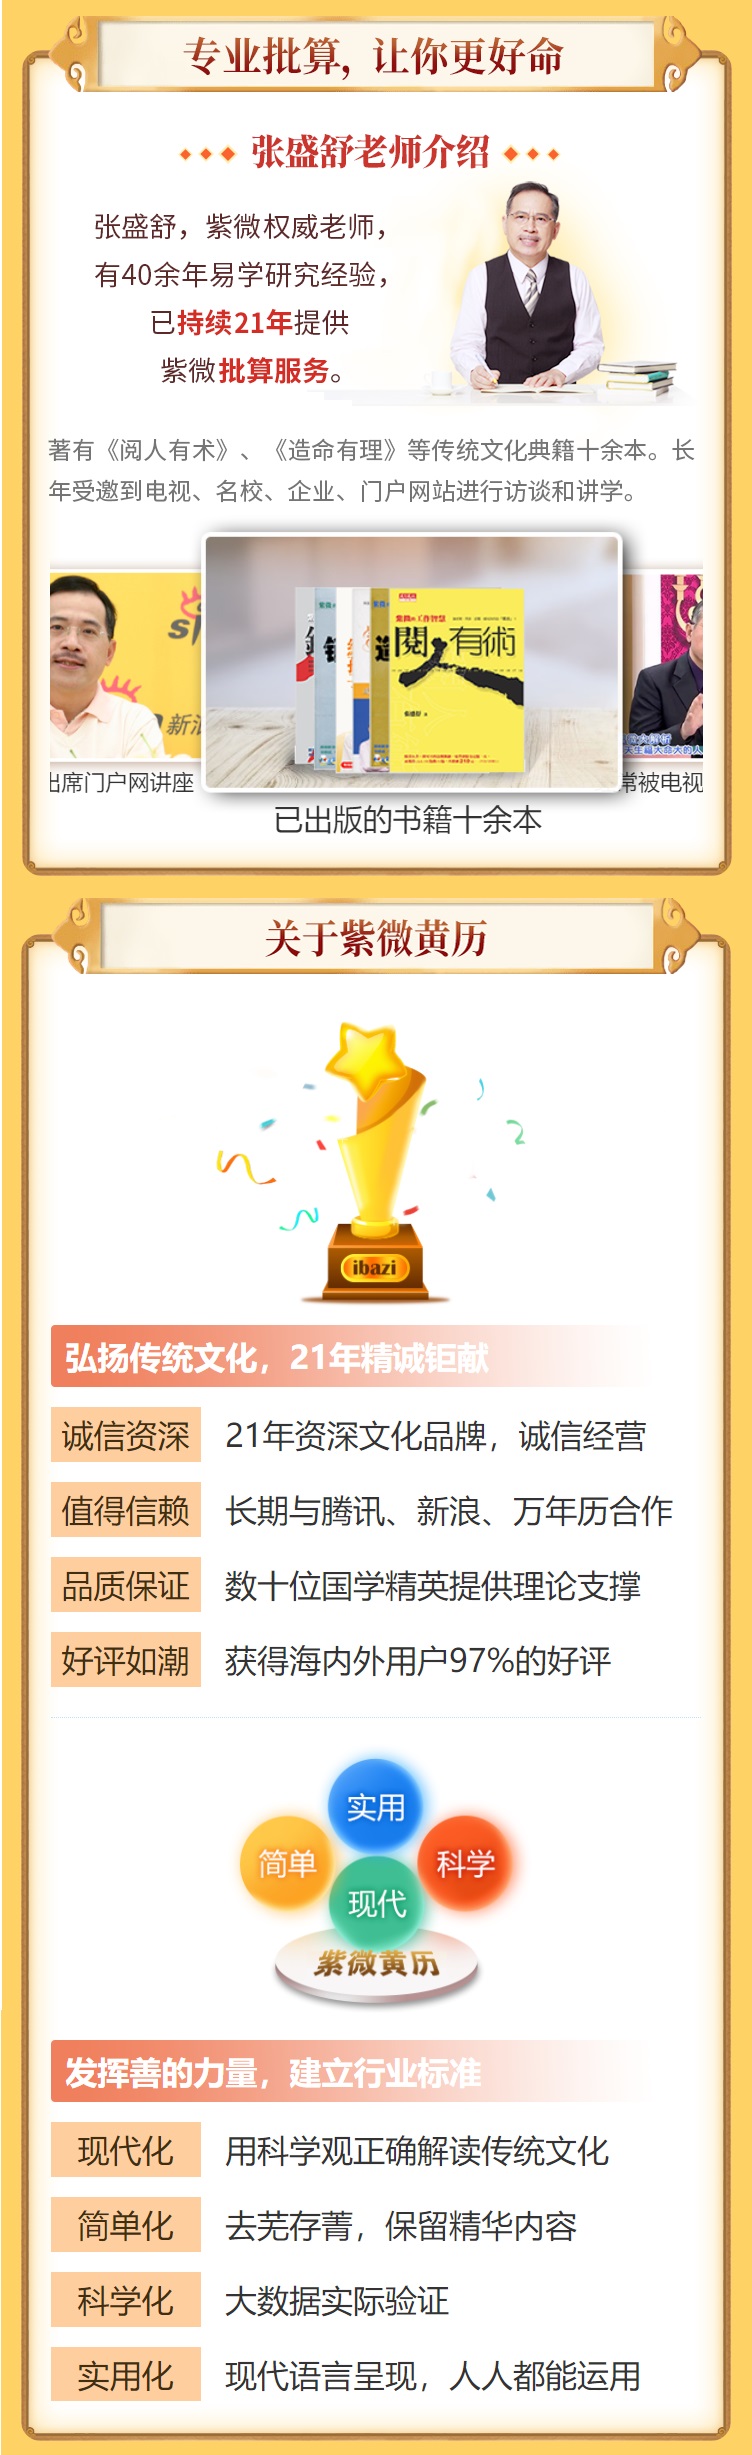 专业批算，让你更好命
张盛舒老师介绍
张盛舒，紫微权威老师，
有40余年易学研究经验，
已持续21年提供
紫微批算服务。
著有《阅人有术》、《造命有理》等传统文化典籍十余本。长
年受邀到电视、名校、企业、门户网站进行访谈和讲学。
新浪
紫微的工作智慧
閱人有術
出席门户网讲座
常被电视
已出版的书籍十余本
关于紫微黄历
ibazi
弘扬传统文化，21年精诚钜献
诚信资深 21年资深文化品牌，诚信经营
值得信赖 长期与腾讯、新浪、万年历合作
品质保证 数十位国学精英提供理论支撑
好评如潮 获得海内外用户97%的好评
实用
简单
科学
现代
紫微黄历
发挥善的力量，建立行业标准
现代化 用科学观正确解读传统文化
简单化 去芜存菁，保留精华内容
科学化 大数据实际验证
实用化 现代语言呈现，人人都能运用